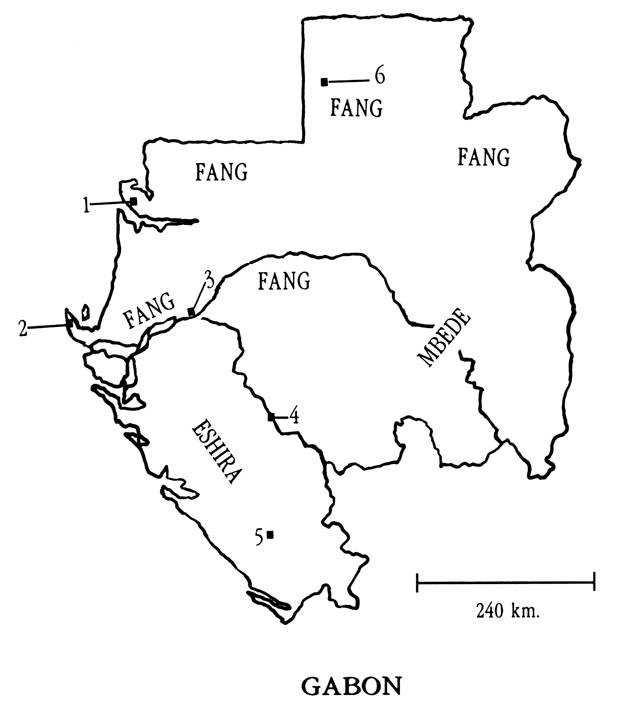 6
FANG
FANG
FANG
1
3
FANG
FANG
2
MBEDE
4
ESHIRA
5
240 km.
GABON